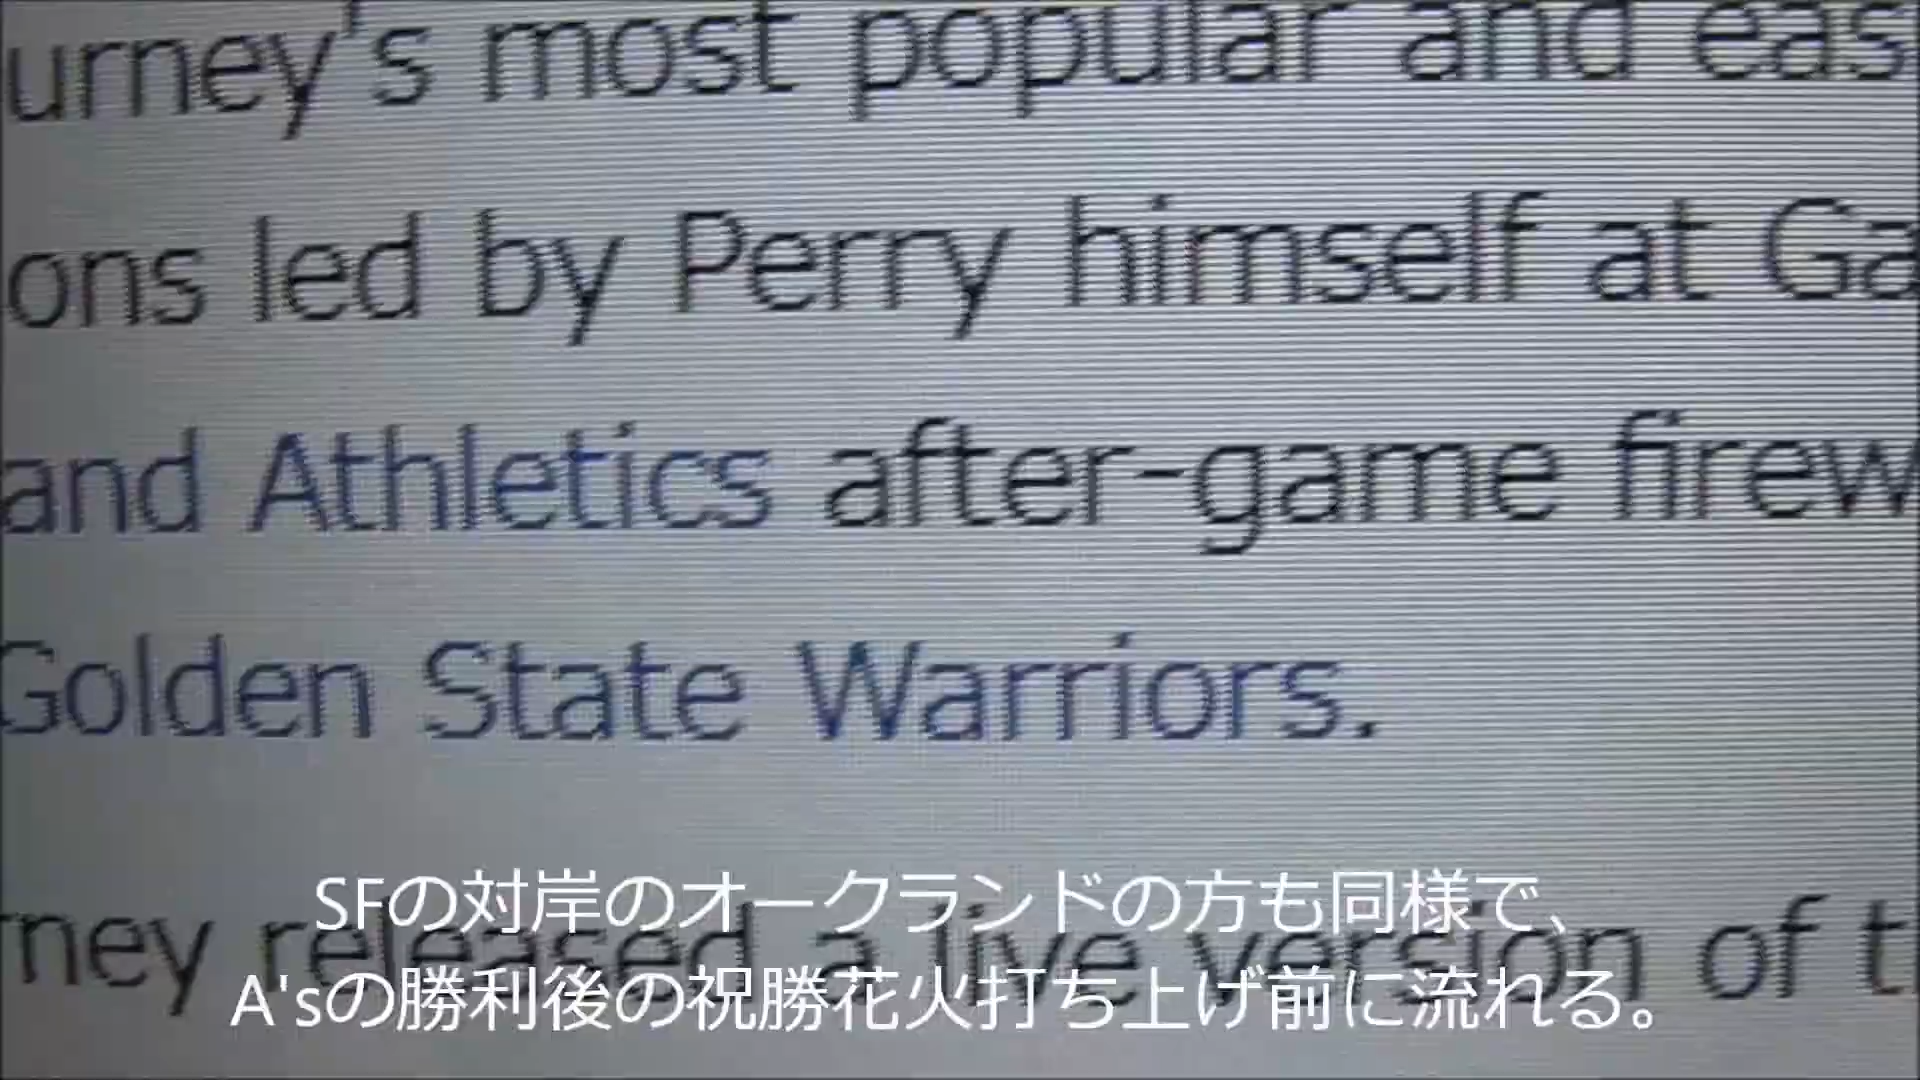 urney's most popular and eas
ons led by Perry himself at Ga
and Athletics after-game firew
Golden State Warriors.
rney released a live version of t
SFの対岸のオークランドの方も同様で、
A'sの勝利後の祝勝花火打ち上げ前に流れる。